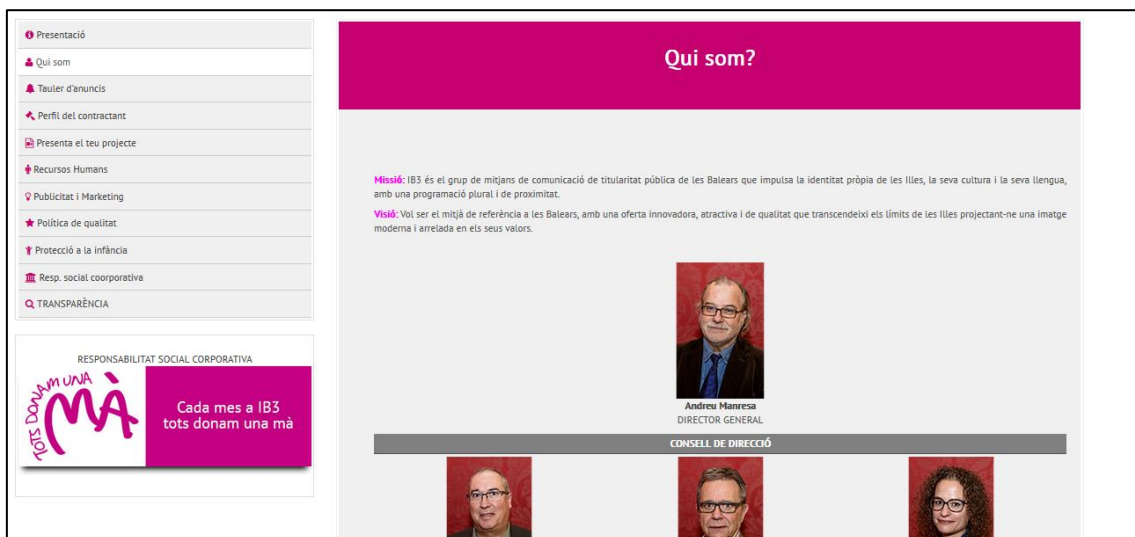 Presentació
Qui som
Tauler d'anuncis
Perfil del contractant
Presenta el teu projecte
Recursos Humans
Publicitat i Marketing
Política de qualitat
Protecció a la infància
Resp. social coorporativa
TRANSPARÈNCIA
RESPONSABILITAT SOCIAL CORPORATIVA
TOTS DONAM UNA
MÀ
Cada mes a IB3
tots donam una mà
Qui som?
Missió: IB3 és el grup de mitjans de comunicació de titularitat pública de les Balears que impulsa la identitat pròpia de les Illes, la seva cultura i la seva llengua,
amb una programació plural i de proximitat.
Visió: Vol ser el mitjà de referència a les Balears, amb una oferta innovadora, atractiva i de qualitat que transcendeixi els límits de les Illes projectant-ne una imatge
moderna i arrelada en els seus valors.
Andreu Manresa
DIRECTOR GENERAL
CONSELL DE DIRECCIÓ